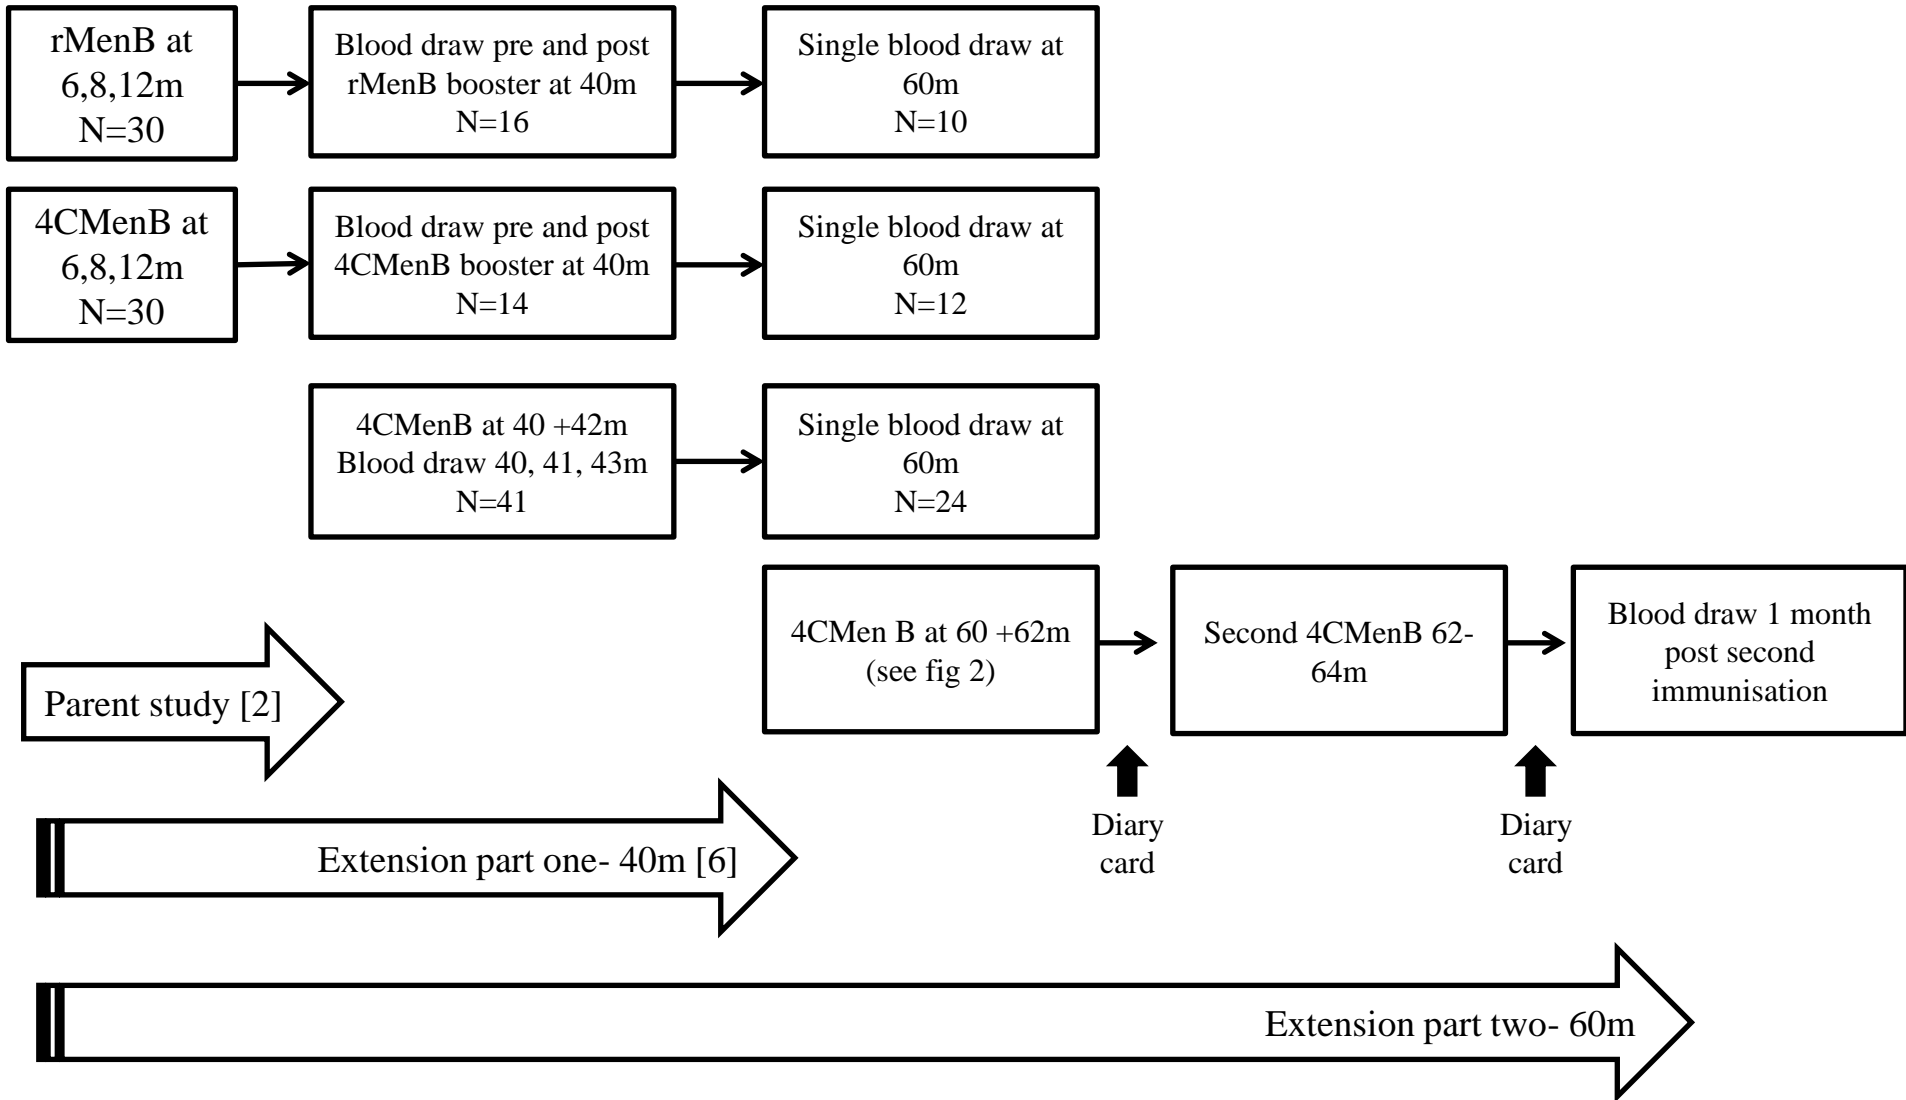 rMenB at
6,8,12m
N=30
Blood draw pre and post
rMenB booster at 40m
N=16
Single blood draw at
60m
N=10
4CMenB at
6,8,12m
N=30
Blood draw pre and post
4CMenB booster at 40m
N=14
Single blood draw at
60m
N=12
4CMenB at 40 +42m
Blood draw 40, 41, 43m
N=41
Single blood draw at
60m
N=24
4CMen B at 60 +62m
(see fig 2)
Second 4CMenB 62-
64m
Blood draw 1 month
post second
immunisation
Parent study [2]
Diary
card
Diary
card
Extension part one- 40m [6]
Extension part two- 60m